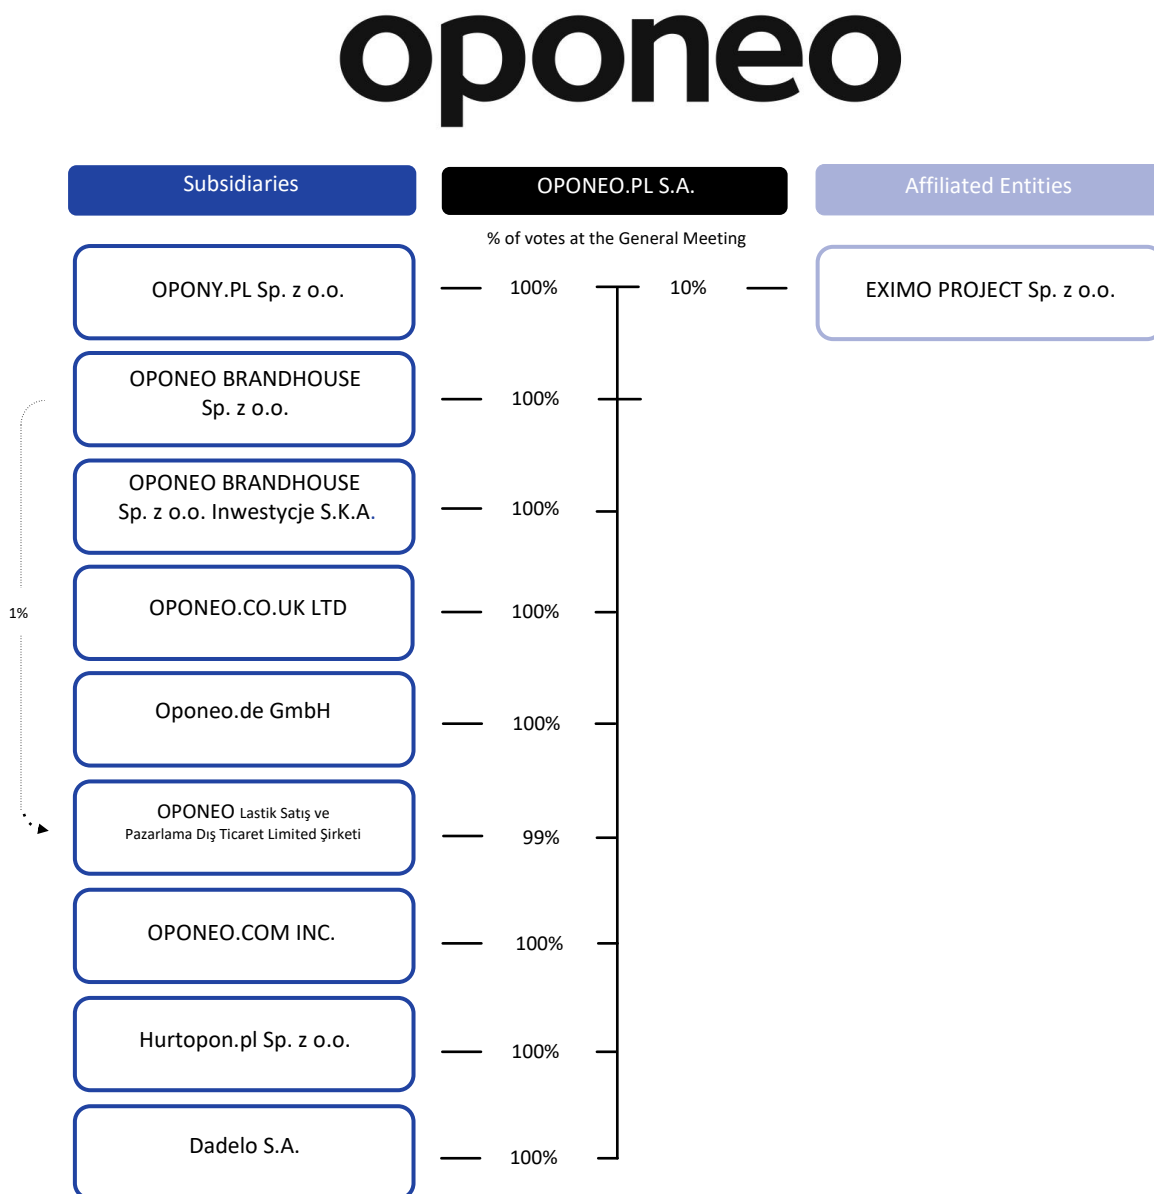 oponeo
Subsidiaries
OPONEO.PL S.A.
Affiliated Entities
% of votes at the General Meeting
OPONY.PL Sp. z o.o.
100%
10%
EXIMO PROJECT Sp. z o.o.
OPONEO BRANDHOUSE
Sp. z o.o.
100%
OPONEO BRANDHOUSE
Sp. z o.o. Inwestycje S.K.A.
100%
1%
OPONEO.CO.UK LTD
100%
Oponeo.de GmbH
100%
OPONEO Lastik Satış ve
Pazarlama Dış Ticaret Limited Şirketi
99%
OPONEO.COM INC.
100%
Hurtopon.pl Sp. z o.o.
100%
Dadelo S.A.
100%